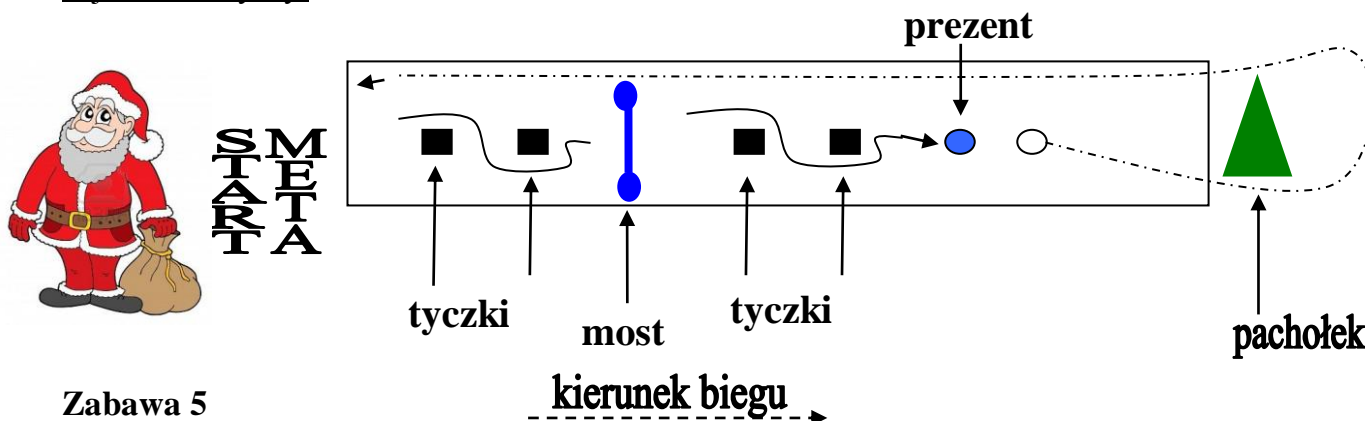 prezent
START
META
tyczki
most
tyczki
pachołek
kierunek biegu
Zabawa 5